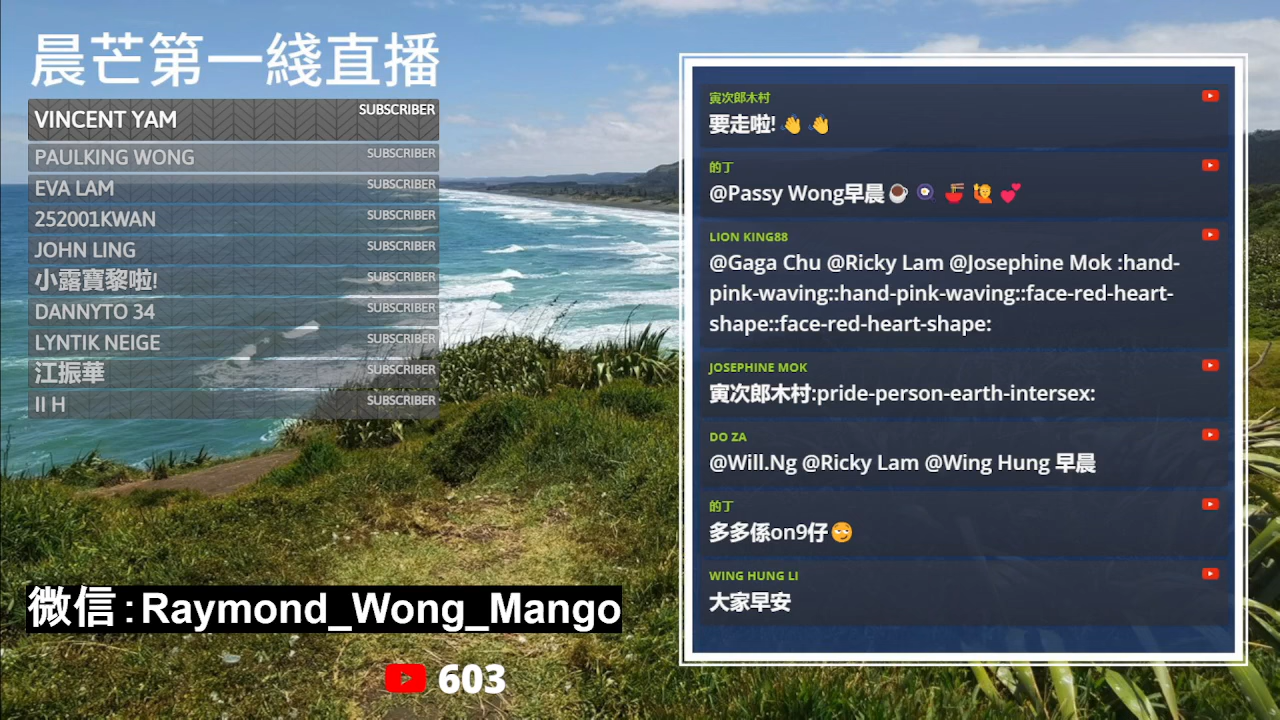 晨芒第一綫直播
VINCENT YAM SUBSCRIBER
PAULKING WONG SUBSCRIBER
EVA LAM SUBSCRIBER
252001KWAN SUBSCRIBER
JOHN LING SUBSCRIBER
小露寶黎啦! SUBSCRIBER
DANNYTO 34 SUBSCRIBER
LYNTIK NEIGE SUBSCRIBER
江振華 SUBSCRIBER
II H SUBSCRIBER
微信:Raymond_Wong_Mango
603
寅次郎木村
要走啦!👋👋
的丁
@Passy Wong早晨☕🍳🍜🙋💕
LION KING88
@Gaga Chu @Ricky Lam @Josephine Mok :hand-
pink-waving::hand-pink-waving::face-red-heart-
shape::face-red-heart-shape:
JOSEPHINE MOK
寅次郎木村:pride-person-earth-intersex:
DO ZA
@Will.Ng @Ricky Lam @Wing Hung 早晨
的丁
多多係on9仔🙄
WING HUNG LI
大家早安